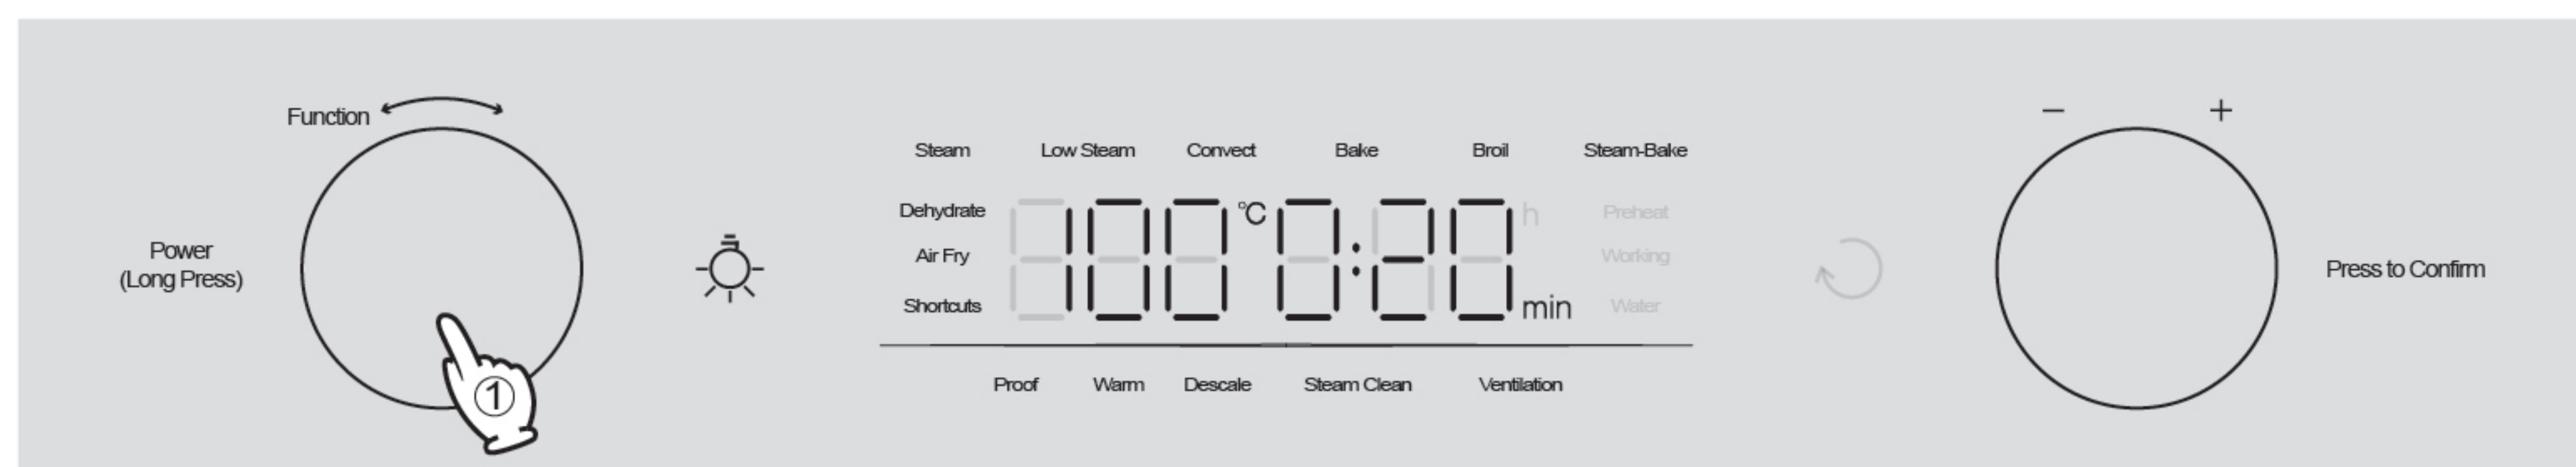 Function
Power
(Long Press)
①
Steam Low Steam Convect Bake Broil Steam-Bake
Dehydrate
Air Fry
Shortcuts
100 °C 0:20 h min
Preheat
Working
Water
Proof Warm Descale Steam Clean Ventilation
− +
Press to Confirm